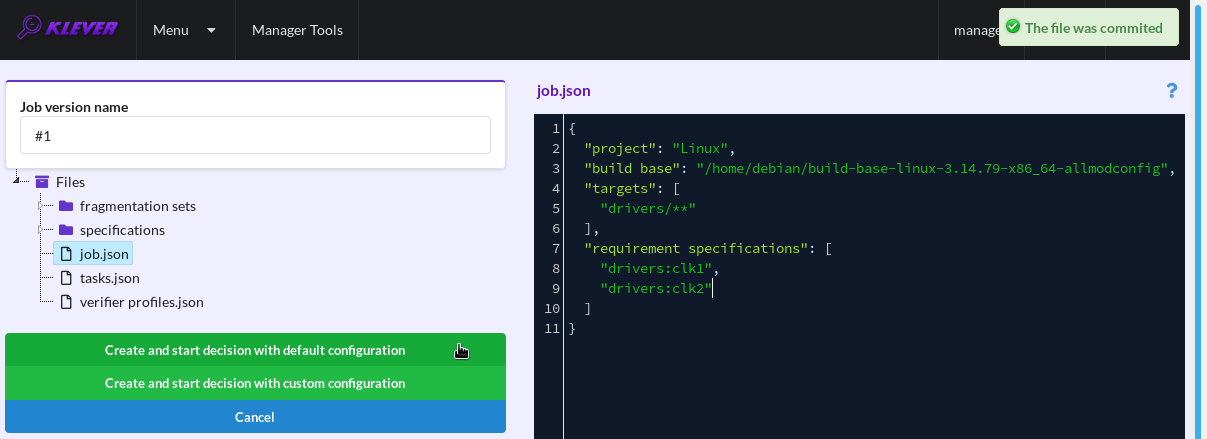 KLEVER
Menu
Manager Tools
manage
The file was commited
Job version name
#1
Files
fragmentation sets
specifications
job.json
tasks.json
verifier profiles.json
Create and start decision with default configuration
Create and start decision with custom configuration
Cancel
job.json
?
1 {
2 "project": "Linux",
3 "build base": "/home/debian/build-base-linux-3.14.79-x86_64-allmodconfig",
4 "targets": [
5 "drivers/**"
6 ],
7 "requirement specifications": [
8 "drivers:clk1",
9 "drivers:clk2"
10 ]
11 }